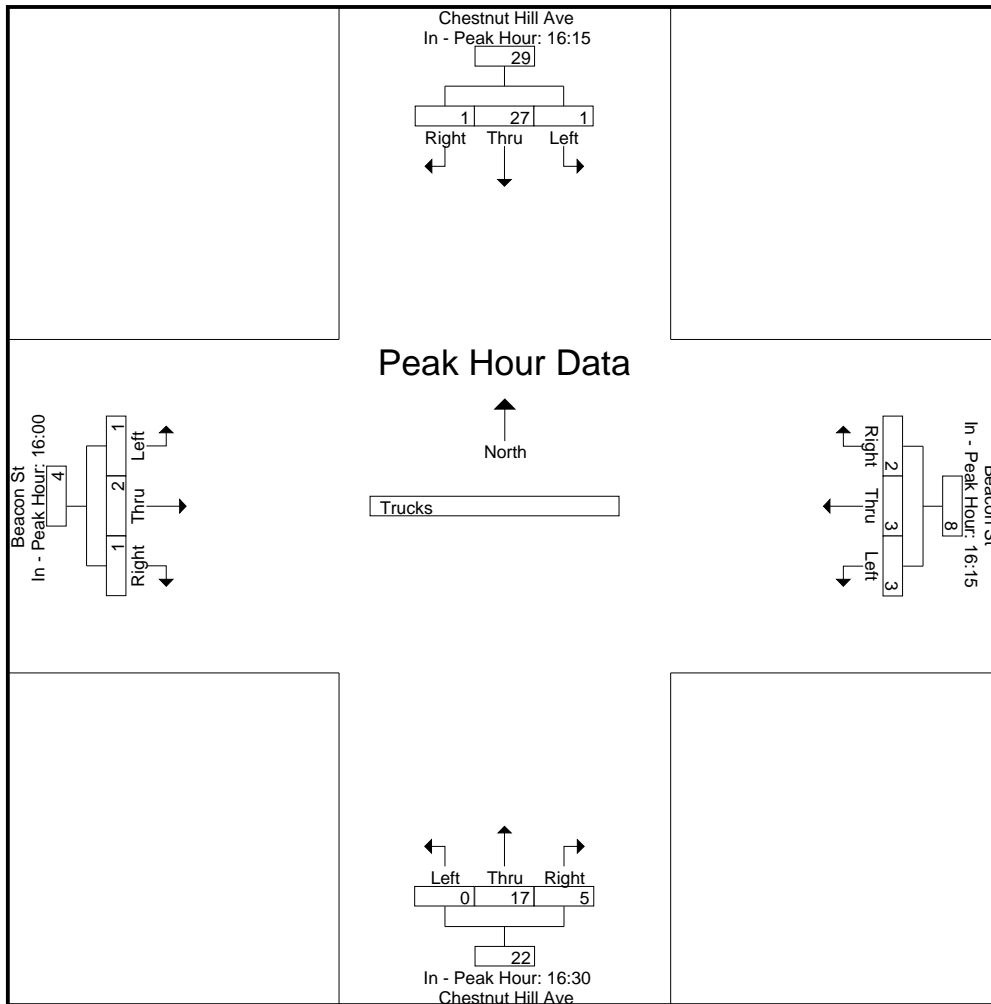 Chestnut Hill Ave
In - Peak Hour: 16:15
29
1 27 1
Right Thru Left
Peak Hour Data
North
Trucks
Beacon St
In - Peak Hour: 16:00
4
1 2 1
Left Thru Right
Beacon St
In - Peak Hour: 16:15
8
2 3 3
Right Thru Left
Left Thru Right
0 17 5
22
In - Peak Hour: 16:30
Chestnut Hill Ave